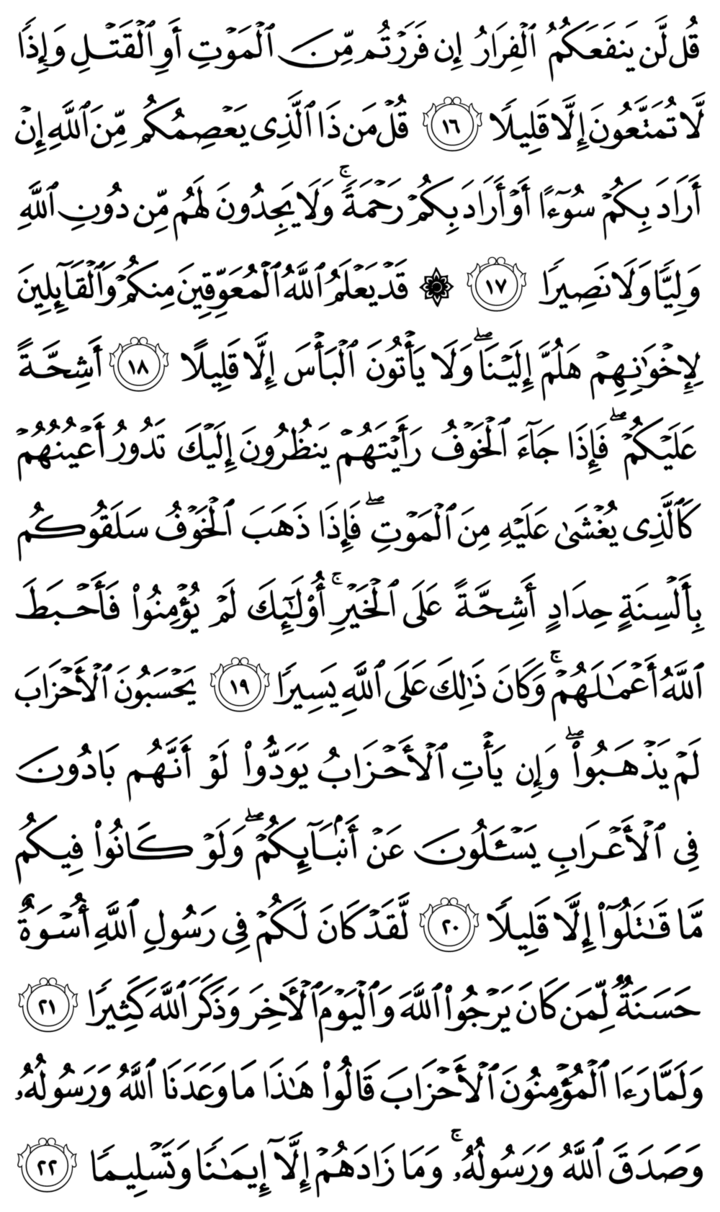 قُل لَّن يَنفَعَكُمُ ٱلۡفِرَارُ إِن فَرَرۡتُم مِّنَ ٱلۡمَوۡتِ أَوِ ٱلۡقَتۡلِ وَإِذٗا
لَّا تُمَتَّعُونَ إِلَّا قَلِيلٗا ١٦ قُلۡ مَن ذَا ٱلَّذِي يَعۡصِمُكُم مِّنَ ٱللَّهِ إِنۡ
أَرَادَ بِكُمۡ سُوٓءًا أَوۡ أَرَادَ بِكُمۡ رَحۡمَةٗۚ وَلَا يَجِدُونَ لَهُم مِّن دُونِ ٱللَّهِ
وَلِيّٗا وَلَا نَصِيرٗا ١٧ ۞ قَدۡ يَعۡلَمُ ٱللَّهُ ٱلۡمُعَوِّقِينَ مِنكُمۡ وَٱلۡقَآئِلِينَ
لِإِخۡوَٰنِهِمۡ هَلُمَّ إِلَيۡنَاۖ وَلَا يَأۡتُونَ ٱلۡبَأۡسَ إِلَّا قَلِيلًا ١٨ أَشِحَّةً
عَلَيۡكُمۡۖ فَإِذَا جَآءَ ٱلۡخَوۡفُ رَأَيۡتَهُمۡ يَنظُرُونَ إِلَيۡكَ تَدُورُ أَعۡيُنُهُمۡ
كَٱلَّذِي يُغۡشَىٰ عَلَيۡهِ مِنَ ٱلۡمَوۡتِۖ فَإِذَا ذَهَبَ ٱلۡخَوۡفُ سَلَقُوكُم
بِأَلۡسِنَةٍ حِدَادٍ أَشِحَّةً عَلَى ٱلۡخَيۡرِۚ أُوْلَٰٓئِكَ لَمۡ يُؤۡمِنُواْ فَأَحۡبَطَ
ٱللَّهُ أَعۡمَٰلَهُمۡۚ وَكَانَ ذَٰلِكَ عَلَى ٱللَّهِ يَسِيرٗا ١٩ يَحۡسَبُونَ ٱلۡأَحۡزَابَ
لَمۡ يَذۡهَبُواْۖ وَإِن يَأۡتِ ٱلۡأَحۡزَابُ يَوَدُّواْ لَوۡ أَنَّهُم بَادُونَ
فِي ٱلۡأَعۡرَابِ يَسۡـَٔلُونَ عَنۡ أَنۢبَآئِكُمۡۖ وَلَوۡ كَانُواْ فِيكُم
مَّا قَٰتَلُوٓاْ إِلَّا قَلِيلٗا ٢٠ لَّقَدۡ كَانَ لَكُمۡ فِي رَسُولِ ٱللَّهِ أُسۡوَةٌ
حَسَنَةٞ لِّمَن كَانَ يَرۡجُواْ ٱللَّهَ وَٱلۡيَوۡمَ ٱلۡأٓخِرَ وَذَكَرَ ٱللَّهَ كَثِيرٗا ٢١
وَلَمَّا رَءَا ٱلۡمُؤۡمِنُونَ ٱلۡأَحۡزَابَ قَالُواْ هَٰذَا مَا وَعَدَنَا ٱللَّهُ وَرَسُولُهُۥ
وَصَدَقَ ٱللَّهُ وَرَسُولُهُۥۚ وَمَا زَادَهُمۡ إِلَّآ إِيمَٰنٗا وَتَسۡلِيمٗا ٢٢